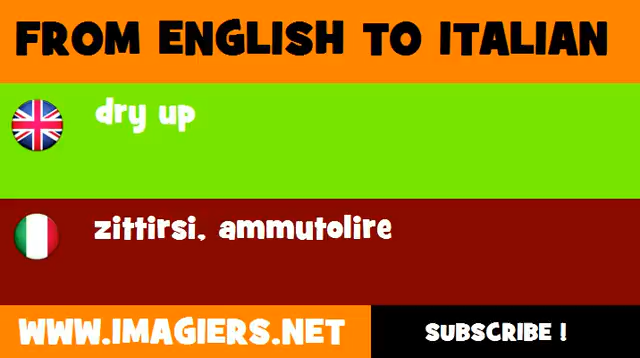 FROM ENGLISH TO ITALIAN
dry up
zittirsi, ammutolire
WWW.IMAGIERS.NET
SUBSCRIBE !